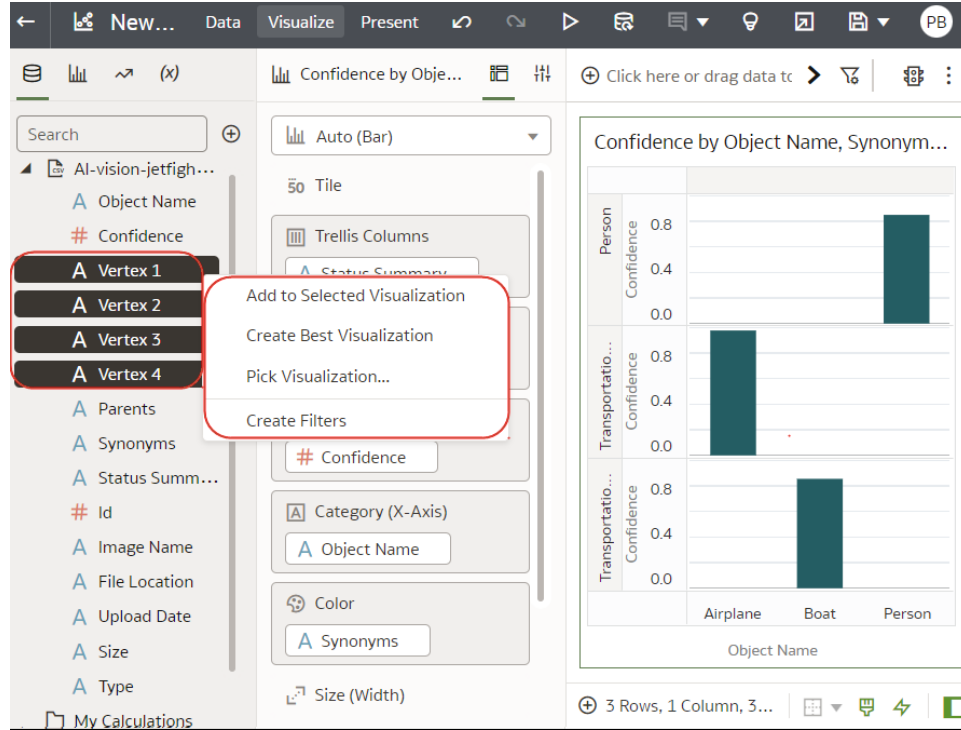 New...
Data
Visualize
Present
PB
(x)
Confidence by Obje...
Click here or drag data tc
Search
AI-vision-jetfigh...
A Object Name
# Confidence
A Vertex 1
A Vertex 2
A Vertex 3
A Vertex 4
A Parents
A Synonyms
A Status Summ...
# Id
A Image Name
A File Location
A Upload Date
A Size
A Type
My Calculations
Auto (Bar)
50 Tile
Trellis Columns
A Status Summary
Add to Selected Visualization
Create Best Visualization
Pick Visualization...
Create Filters
# Confidence
A Category (X-Axis)
A Object Name
Color
A Synonyms
Size (Width)
Confidence by Object Name, Synonym...
Person
Confidence
0.8
0.4
0.0
Transportatio...
Confidence
0.8
0.4
0.0
Transportatio...
Confidence
0.8
0.4
0.0
Airplane Boat Person
Object Name
3 Rows, 1 Column, 3...